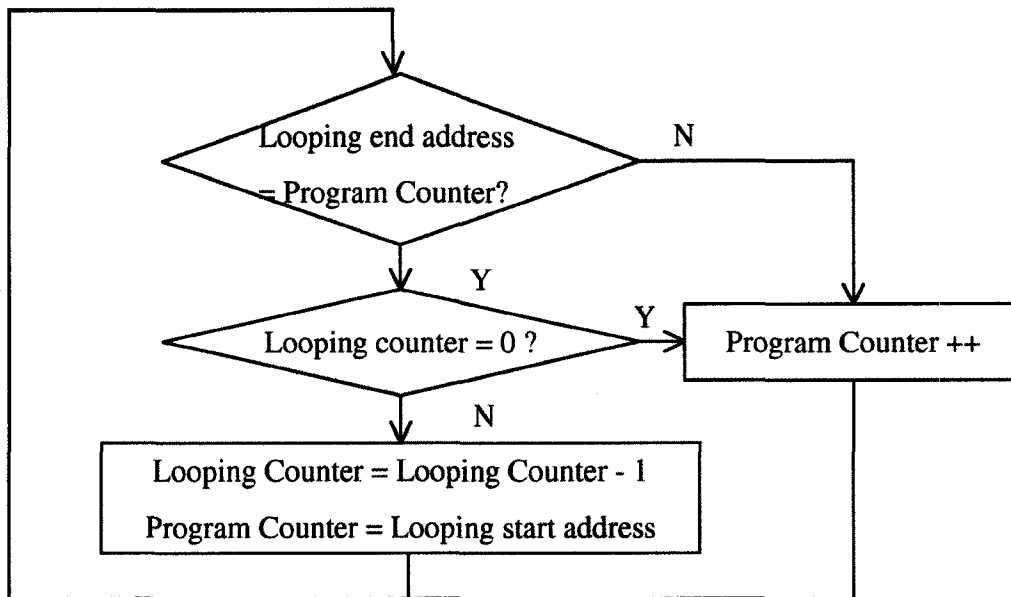 Looping end address
N
= Program Counter?
Y
Looping counter = 0 ?
Y
Program Counter ++
N
Looping Counter = Looping Counter - 1
Program Counter = Looping start address